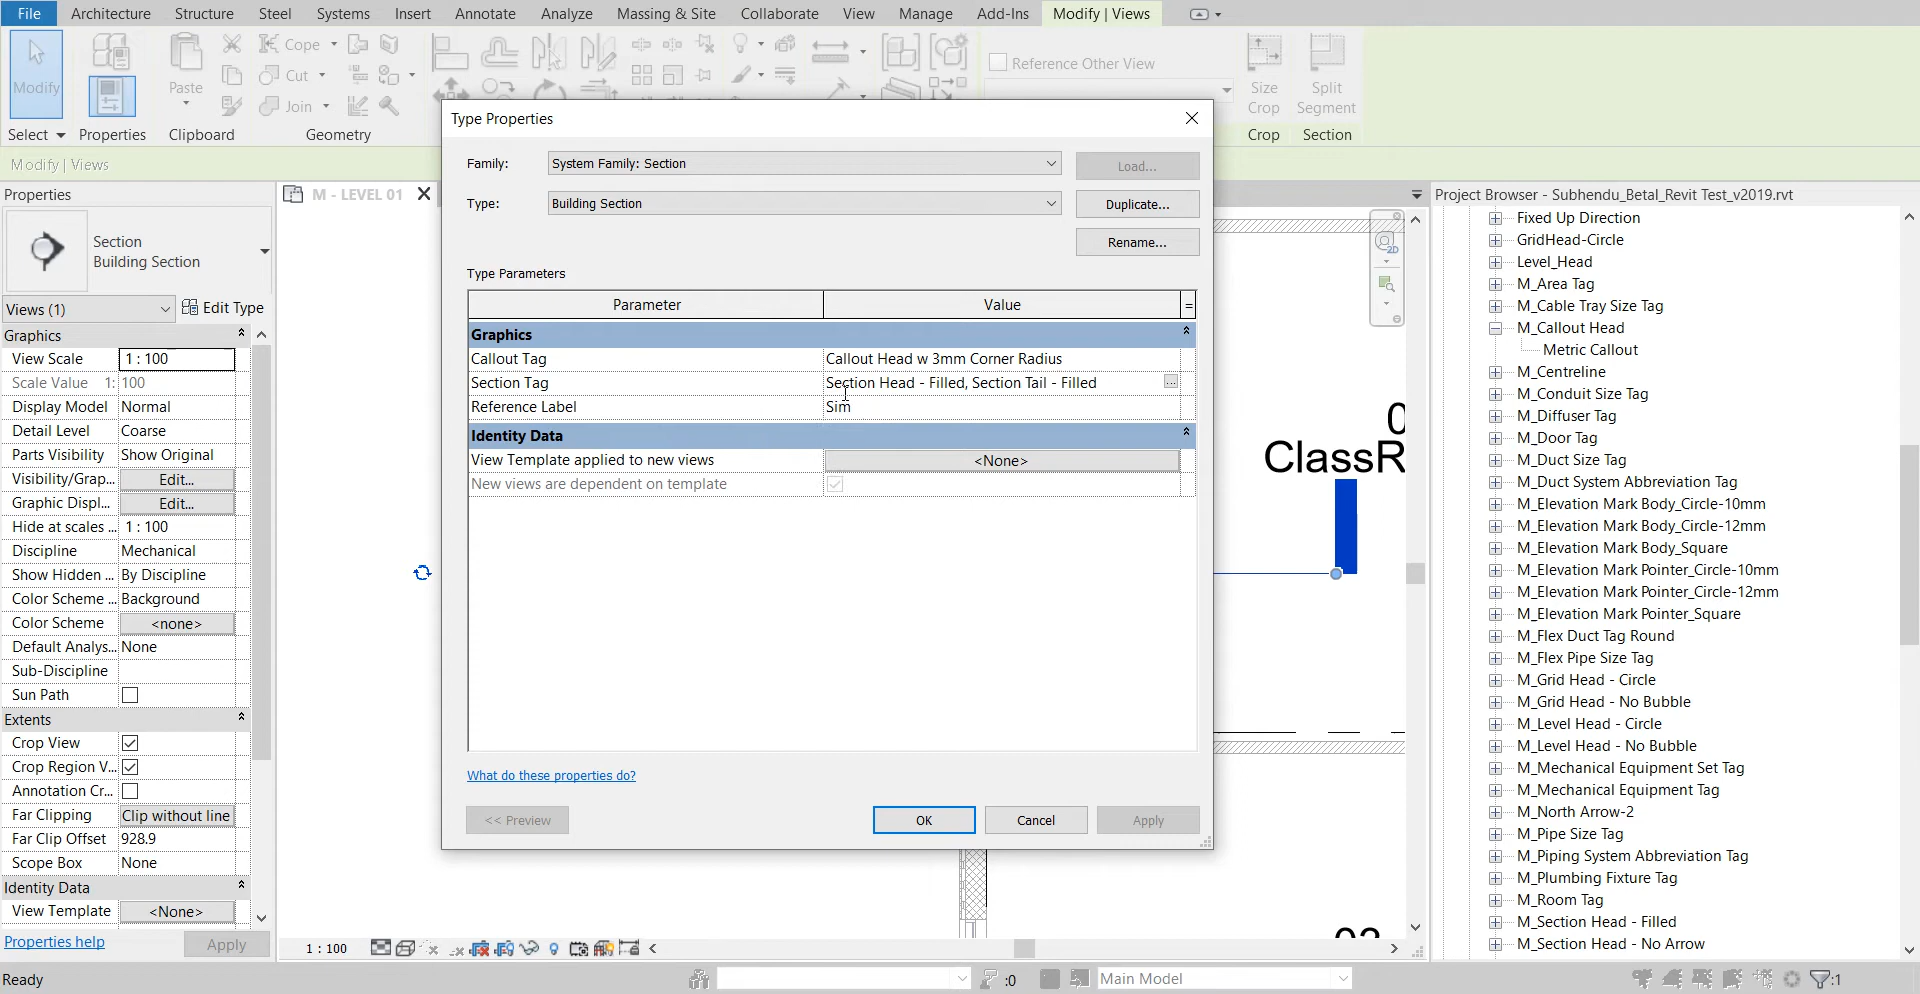 File Architecture Structure Steel Systems Insert Annotate Analyze Massing & Site Collaborate View Manage Add-Ins Modify | Views
Modify
Paste
Cope
Cut
Join
Reference Other View
Size Crop
Split Segment
Select Properties Clipboard Geometry Crop Section
Modify | Views
Properties
Section
Building Section
Views (1) Edit Type
Graphics
View Scale 1 : 100
Scale Value 1: 100
Display Model Normal
Detail Level Coarse
Parts Visibility Show Original
Visibility/Grap... Edit...
Graphic Displ... Edit...
Hide at scales ... 1 : 100
Discipline Mechanical
Show Hidden ... By Discipline
Color Scheme ... Background
Color Scheme <none>
Default Analys... None
Sub-Discipline
Sun Path
Extents
Crop View
Crop Region V...
Annotation Cr...
Far Clipping Clip without line
Far Clip Offset 928.9
Scope Box None
Identity Data
View Template <None>
Properties help Apply
M - LEVEL 01
Type Properties
Family: System Family: Section Load...
Type: Building Section Duplicate...
Rename...
Type Parameters
Parameter Value =
Graphics
Callout Tag Callout Head w 3mm Corner Radius
Section Tag Section Head - Filled, Section Tail - Filled ...
Reference Label Sim
Identity Data
View Template applied to new views <None>
New views are dependent on template
What do these properties do?
<< Preview OK Cancel Apply
ClassR
2D
1 : 100
Project Browser - Subhendu_Betal_Revit Test_v2019.rvt
Fixed Up Direction
GridHead-Circle
Level_Head
M_Area Tag
M_Cable Tray Size Tag
M_Callout Head
Metric Callout
M_Centreline
M_Conduit Size Tag
M_Diffuser Tag
M_Door Tag
M_Duct Size Tag
M_Duct System Abbreviation Tag
M_Elevation Mark Body_Circle-10mm
M_Elevation Mark Body_Circle-12mm
M_Elevation Mark Body_Square
M_Elevation Mark Pointer_Circle-10mm
M_Elevation Mark Pointer_Circle-12mm
M_Elevation Mark Pointer_Square
M_Flex Duct Tag Round
M_Flex Pipe Size Tag
M_Grid Head - Circle
M_Grid Head - No Bubble
M_Level Head - Circle
M_Level Head - No Bubble
M_Mechanical Equipment Set Tag
M_Mechanical Equipment Tag
M_North Arrow-2
M_Pipe Size Tag
M_Piping System Abbreviation Tag
M_Plumbing Fixture Tag
M_Room Tag
M_Section Head - Filled
M_Section Head - No Arrow
Ready :0 Main Model :1